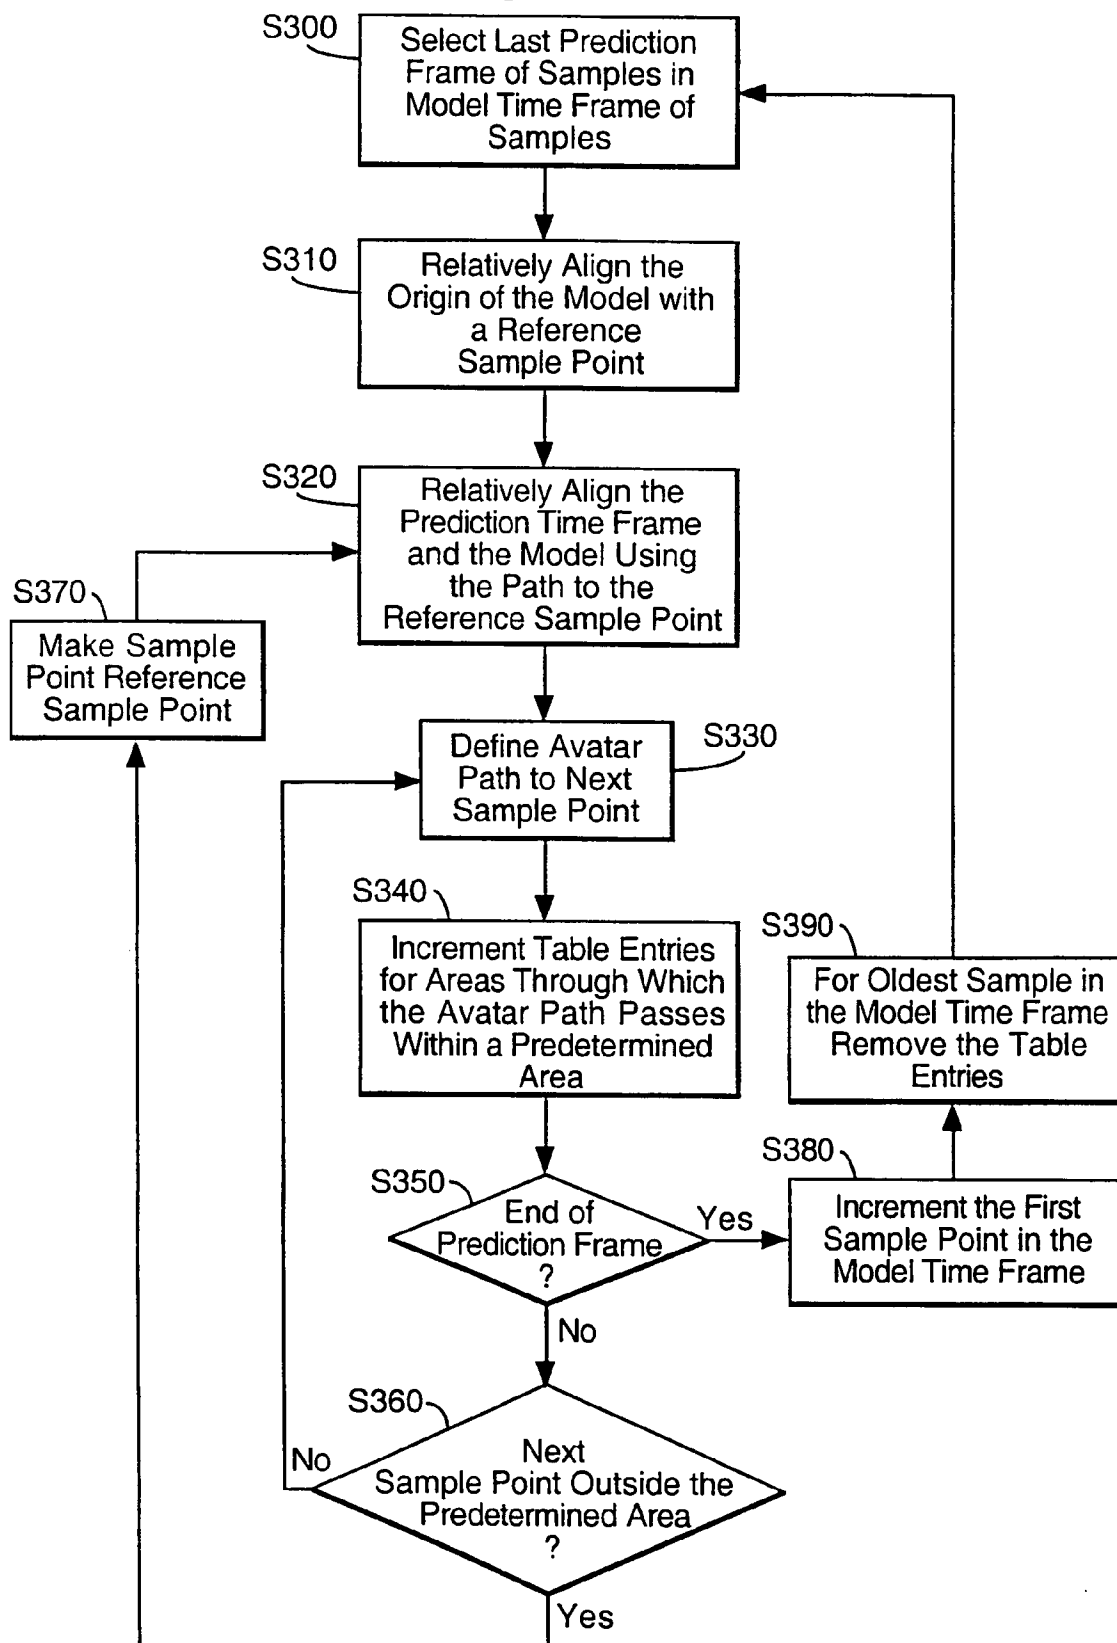 S300
Select Last Prediction
Frame of Samples in
Model Time Frame of
Samples
S310
Relatively Align the
Origin of the Model with
a Reference
Sample Point
S320
Relatively Align the
Prediction Time Frame
and the Model Using
the Path to the
Reference Sample Point
S370
Make Sample
Point Reference
Sample Point
S330
Define Avatar
Path to Next
Sample Point
S340
Increment Table Entries
for Areas Through Which
the Avatar Path Passes
Within a Predetermined
Area
S390
For Oldest Sample in
the Model Time Frame
Remove the Table
Entries
S350
End of
Prediction Frame
?
Yes
No
S380
Increment the First
Sample Point in the
Model Time Frame
S360
Next
Sample Point Outside the
Predetermined Area
?
No
Yes